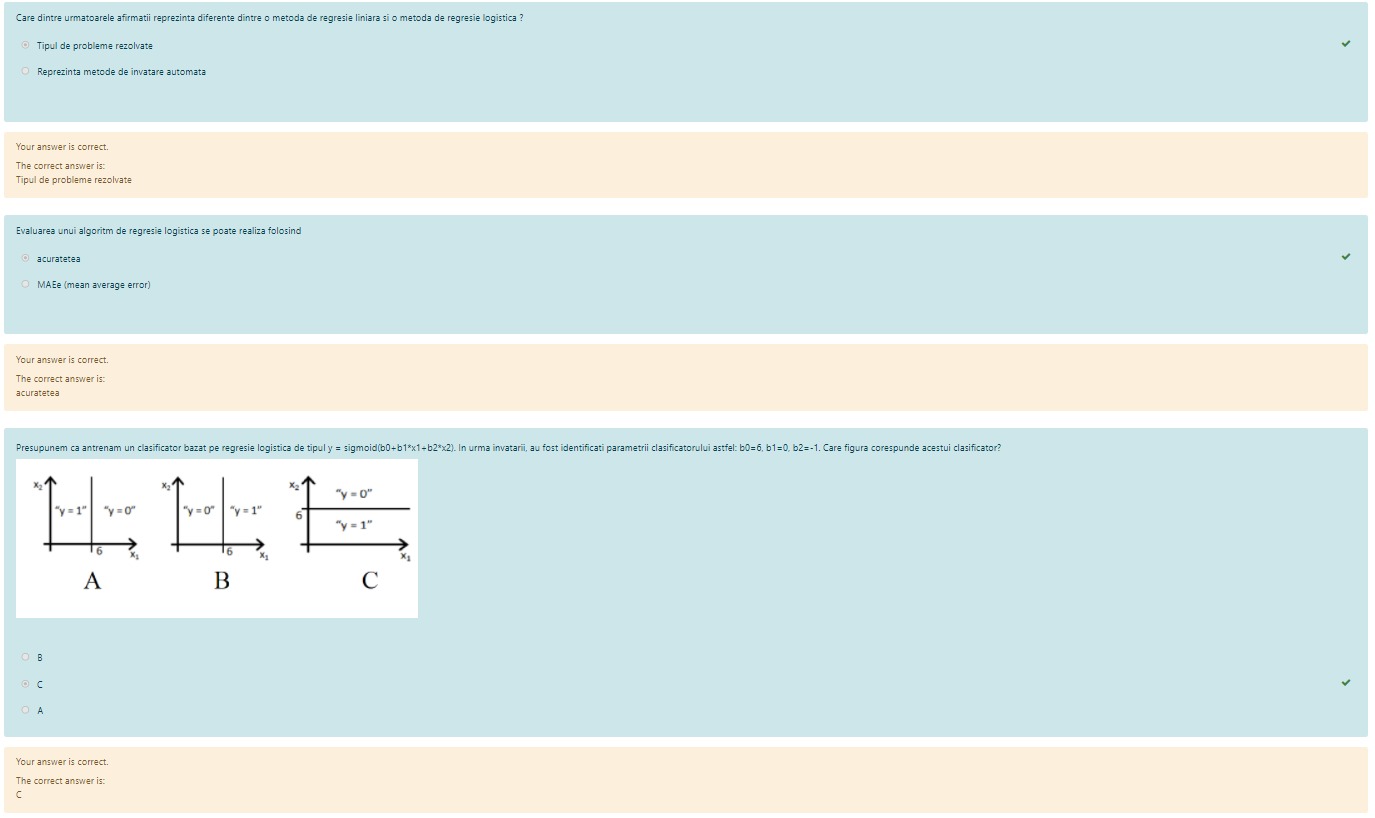 Care dintre urmatoarele afirmatii reprezinta diferente dintre o metoda de regresie liniara si o metoda de regresie logistica ?
Tipul de probleme rezolvate
Reprezinta metode de invatare automata
Your answer is correct.
The correct answer is:
Tipul de probleme rezolvate
Evaluarea unui algoritm de regresie logistica se poate realiza folosind
acuratetea
MAEe (mean average error)
Your answer is correct.
The correct answer is:
acuratetea
Presupunem ca antrenam un clasificator bazat pe regresie logistica de tipul y = sigmoid(b0+b1*x1+b2*x2). In urma invatarii, au fost identificati parametrii clasificatorului astfel: b0=6, b1=0, b2=-1. Care figura corespunde acestui clasificator?
x₂ "y = 1" "y = 0" 6 x₁
A
x₂ "y = 0" "y = 1" 6 x₁
B
x₂ "y = 0" 6 "y = 1" x₁
C
B
C
A
Your answer is correct.
The correct answer is:
C